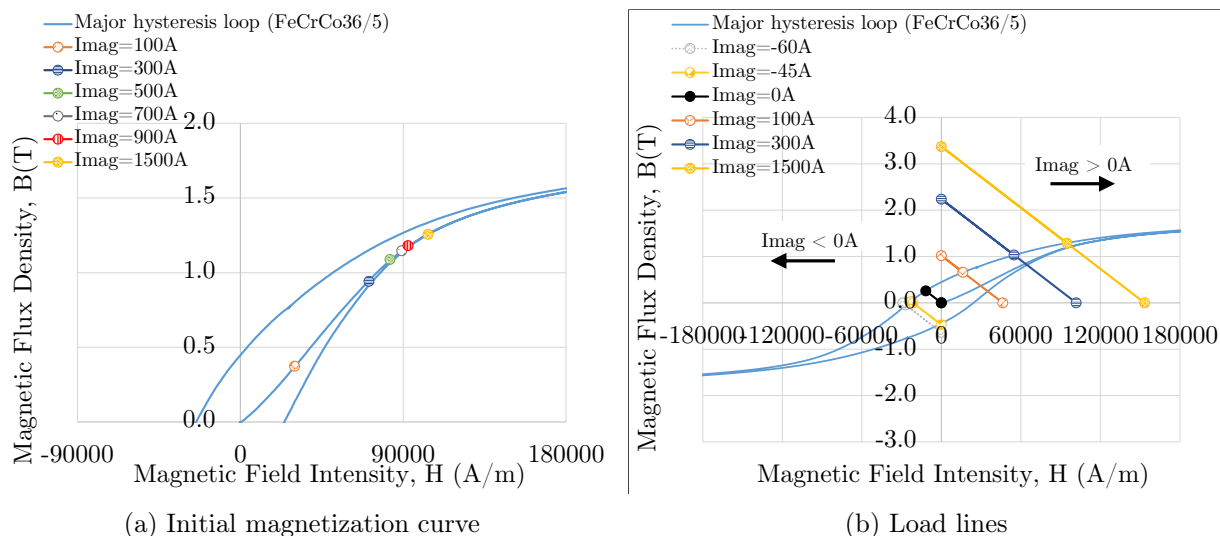 Major hysteresis loop (FeCrCo36/5)
Imag=100A
Imag=300A
Imag=500A
Imag=700A
Imag=900A
Imag=1500A
Magnetic Flux Density, B(T)
2.0
1.5
1.0
0.5
0.0
-90000 0 90000 180000
Magnetic Field Intensity, H (A/m)
(a) Initial magnetization curve
Major hysteresis loop (FeCrCo36/5)
Imag=-60A
Imag=-45A
Imag=0A
Imag=100A
Imag=300A
Imag=1500A
Magnetic Flux Density, B(T)
4.0
3.0
2.0
1.0
0.0
-1.0
-2.0
-3.0
Imag > 0A
Imag < 0A
-180000 -120000 -60000 0 60000 120000 180000
Magnetic Field Intensity, H (A/m)
(b) Load lines